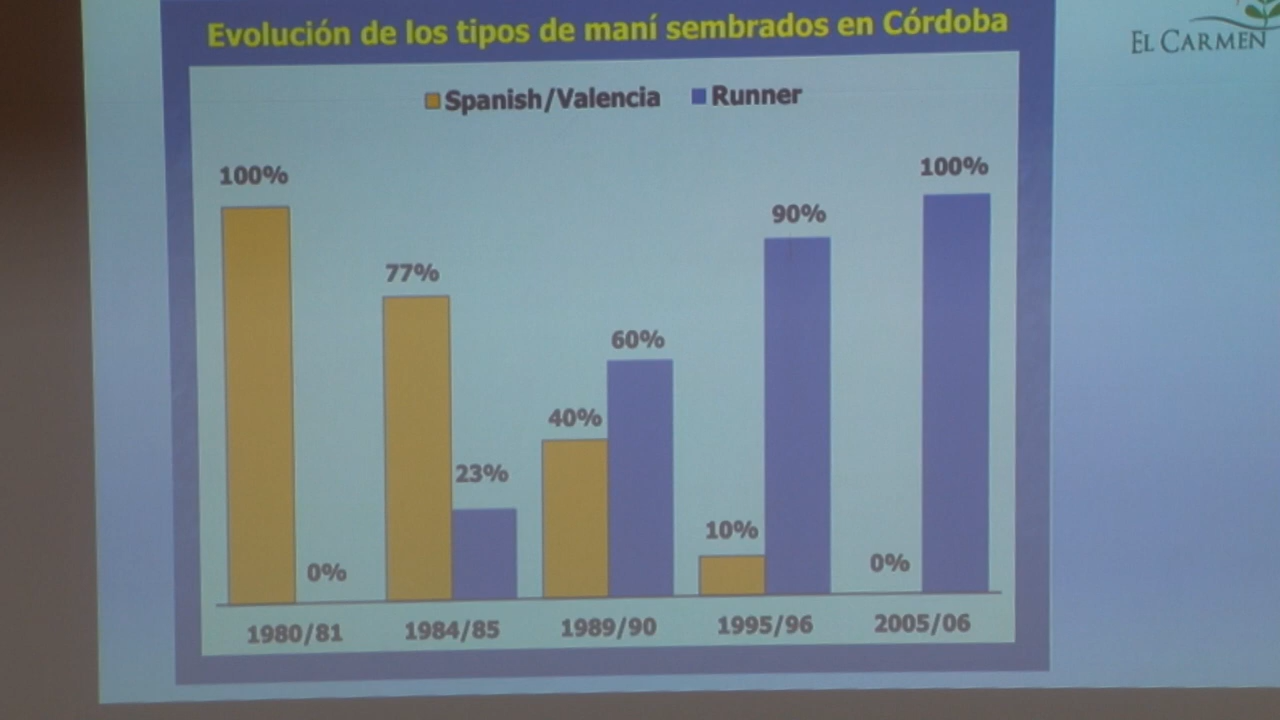 Evolución de los tipos de maní sembrados en Córdoba
EL CARMEN
Spanish/Valencia Runner
100% 0%
77% 23%
40% 60%
10% 90%
0% 100%
1980/81 1984/85 1989/90 1995/96 2005/06